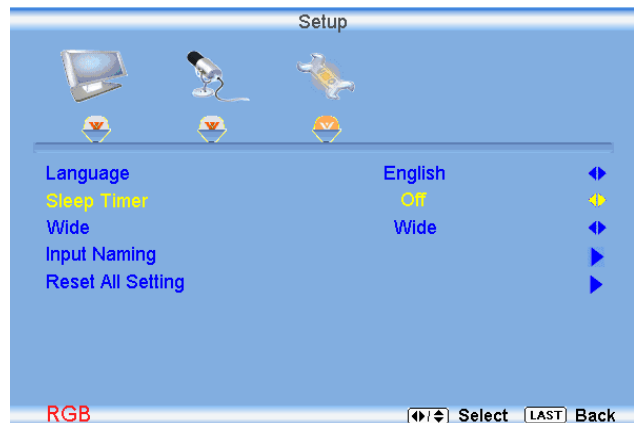 Setup
Language English
Sleep Timer Off
Wide Wide
Input Naming
Reset All Setting
RGB Select LAST Back